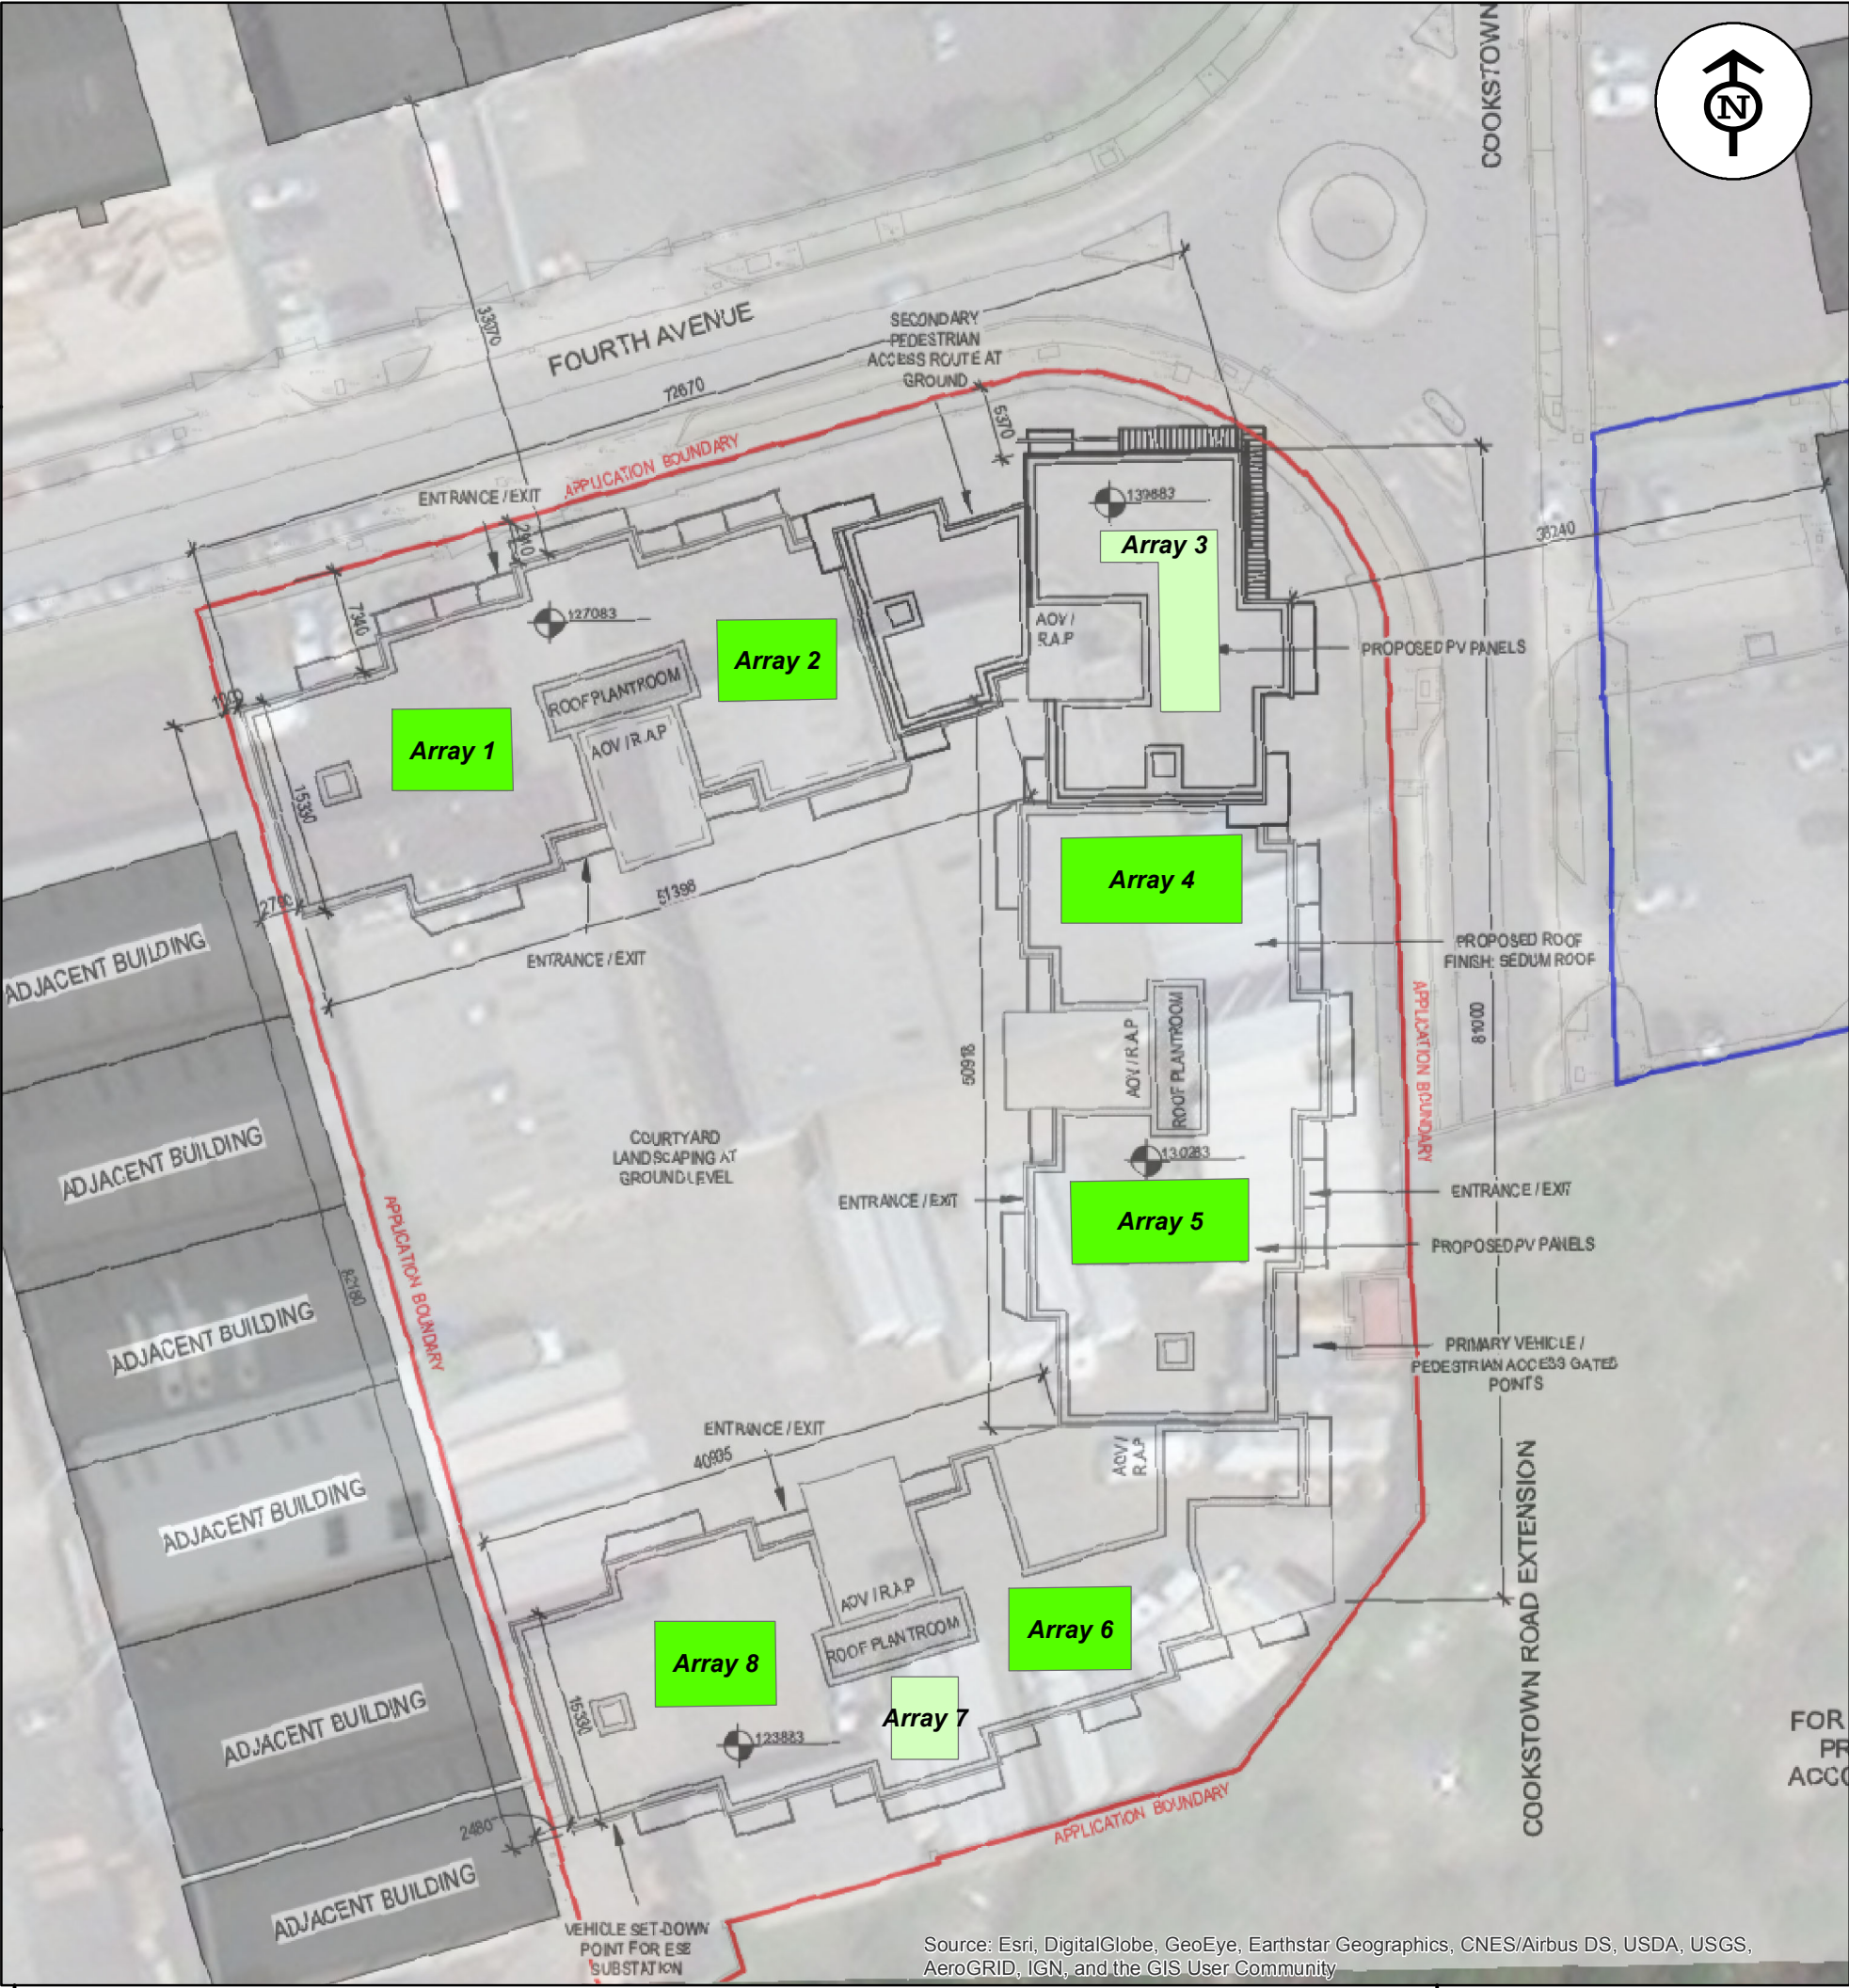 COOKSTOWN
N
33070
FOURTH AVENUE
72670
SECONDARY
PEDESTRIAN
ACCESS ROUTE AT
GROUND
5370
APPLICATION BOUNDARY
ENTRANCE / EXIT
139883
38240
Array 3
7340
127083
AOV /
R.A.P
PROPOSED PV PANELS
Array 2
ROOF PLANTROOM
AOV / R.A.P
Array 1
15330
51398
Array 4
ENTRANCE / EXIT
PROPOSED ROOF
FINISH: SEDUM ROOF
ADJACENT BUILDING
APPLICATION BOUNDARY
81000
50918
AOV / R.A.P
ROOF PLANTROOM
COURTYARD
LANDSCAPING AT
GROUND LEVEL
ADJACENT BUILDING
130283
ENTRANCE / EXIT
ENTRANCE / EXIT
Array 5
PROPOSED PV PANELS
APPLICATION BOUNDARY
82180
ADJACENT BUILDING
PRIMARY VEHICLE /
PEDESTRIAN ACCESS GATED
POINTS
ENTRANCE / EXIT
40935
AOV /
R.A.P
ADJACENT BUILDING
COOKSTOWN ROAD EXTENSION
AOV / R.A.P
ROOF PLANTROOM
Array 6
Array 8
15330
Array 7
123883
ADJACENT BUILDING
FOR
PR
ACCO
APPLICATION BOUNDARY
2480
ADJACENT BUILDING
VEHICLE SET-DOWN
POINT FOR ESB
SUBSTATION
Source: Esri, DigitalGlobe, GeoEye, Earthstar Geographics, CNES/Airbus DS, USDA, USGS,
AeroGRID, IGN, and the GIS User Community